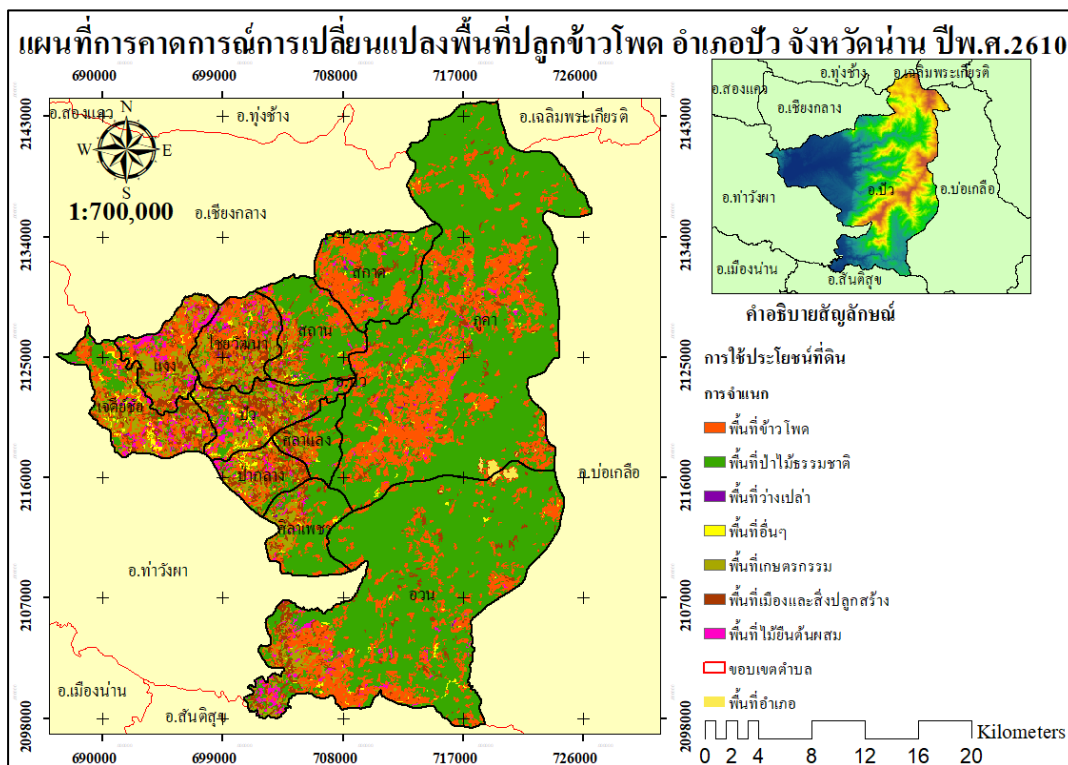 แผนที่การคาดการณ์การเปลี่ยนแปลงพื้นที่ปลูกข้าวโพด อำเภอปัว จังหวัดน่าน ปีพ.ศ.2610
690000 699000 708000 717000 726000
อ.สองแคว
อ.ทุ่งช้าง
อ.เฉลิมพระเกียรติ
2143000
2143000
N
W E
S
1:700,000
อ.เชียงกลาง
2134000
2134000
สกาด
ภูคา
ไชยวัฒนา
สถาน
2125000
2125000
แงง
อ.ปัว
เจดีย์ชัย
ปัว
ศิลาแลง
ป่ากลาง
2116000
2116000
อ.บ่อเกลือ
ศิลาเพชร
อ.ท่าวังผา
อวน
2107000
2107000
อ.เมืองน่าน
อ.สันติสุข
2098000
2098000
690000 699000 708000 717000 726000
อ.ทุ่งช้าง
อ.เฉลิมพระเกียรติ
อ.สองแคว
อ.เชียงกลาง
อ.ปัว
อ.บ่อเกลือ
อ.ท่าวังผา
อ.เมืองน่าน
อ.สันติสุข
คำอธิบายสัญลักษณ์
การใช้ประโยชน์ที่ดิน
การจำแนก
พื้นที่ข้าวโพด
พื้นที่ป่าไม้ธรรมชาติ
พื้นที่ว่างเปล่า
พื้นที่อื่นๆ
พื้นที่เกษตรกรรม
พื้นที่เมืองและสิ่งปลูกสร้าง
พื้นที่ไม้ยืนต้นผสม
ขอบเขตตำบล
พื้นที่อำเภอ
Kilometers
0 2 4 8 12 16 20